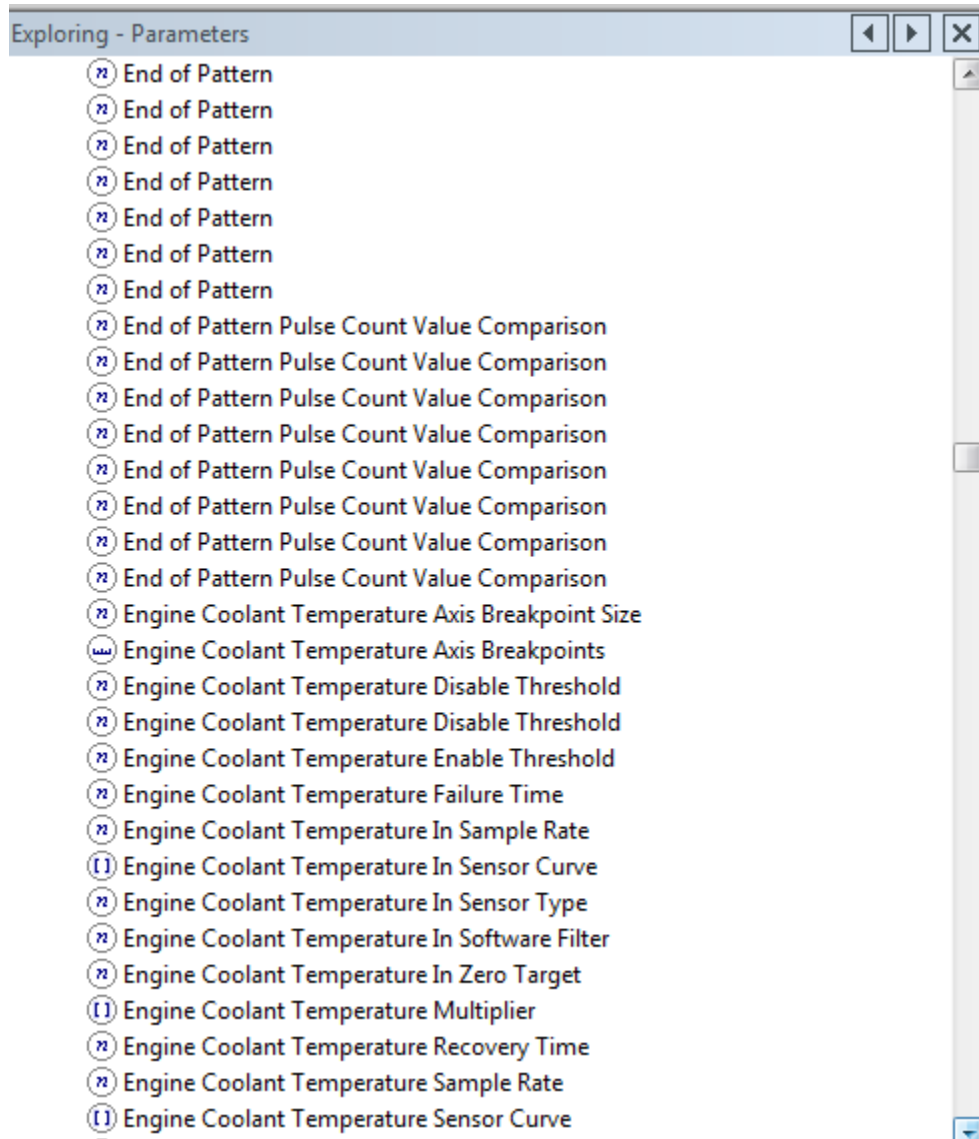 Exploring - Parameters
End of Pattern
End of Pattern
End of Pattern
End of Pattern
End of Pattern
End of Pattern
End of Pattern
End of Pattern Pulse Count Value Comparison
End of Pattern Pulse Count Value Comparison
End of Pattern Pulse Count Value Comparison
End of Pattern Pulse Count Value Comparison
End of Pattern Pulse Count Value Comparison
End of Pattern Pulse Count Value Comparison
End of Pattern Pulse Count Value Comparison
End of Pattern Pulse Count Value Comparison
Engine Coolant Temperature Axis Breakpoint Size
Engine Coolant Temperature Axis Breakpoints
Engine Coolant Temperature Disable Threshold
Engine Coolant Temperature Disable Threshold
Engine Coolant Temperature Enable Threshold
Engine Coolant Temperature Failure Time
Engine Coolant Temperature In Sample Rate
Engine Coolant Temperature In Sensor Curve
Engine Coolant Temperature In Sensor Type
Engine Coolant Temperature In Software Filter
Engine Coolant Temperature In Zero Target
Engine Coolant Temperature Multiplier
Engine Coolant Temperature Recovery Time
Engine Coolant Temperature Sample Rate
Engine Coolant Temperature Sensor Curve